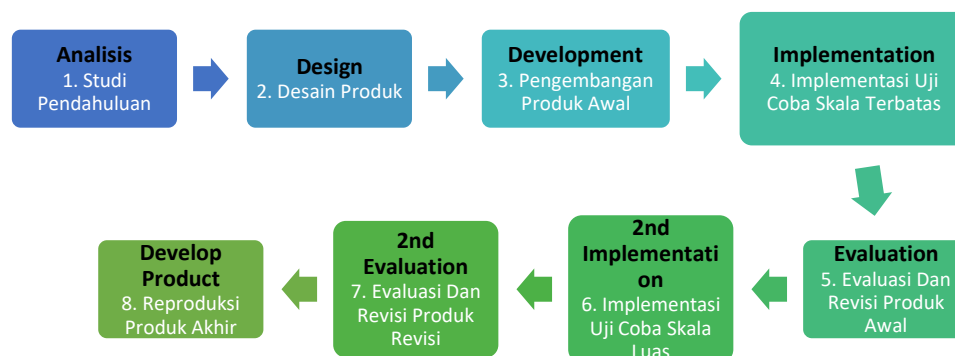 Analisis
1. Studi
Pendahuluan
Design
2. Desain Produk
Development
3. Pengembangan
Produk Awal
Implementation
4. Implementasi Uji
Coba Skala Terbatas
Evaluation
5. Evaluasi Dan
Revisi Produk
Awal
2nd
Implementati
on
6. Implementasi
Uji Coba Skala
Luas
2nd
Evaluation
7. Evaluasi Dan
Revisi Produk
Revisi
Develop
Product
8. Reproduksi
Produk Akhir